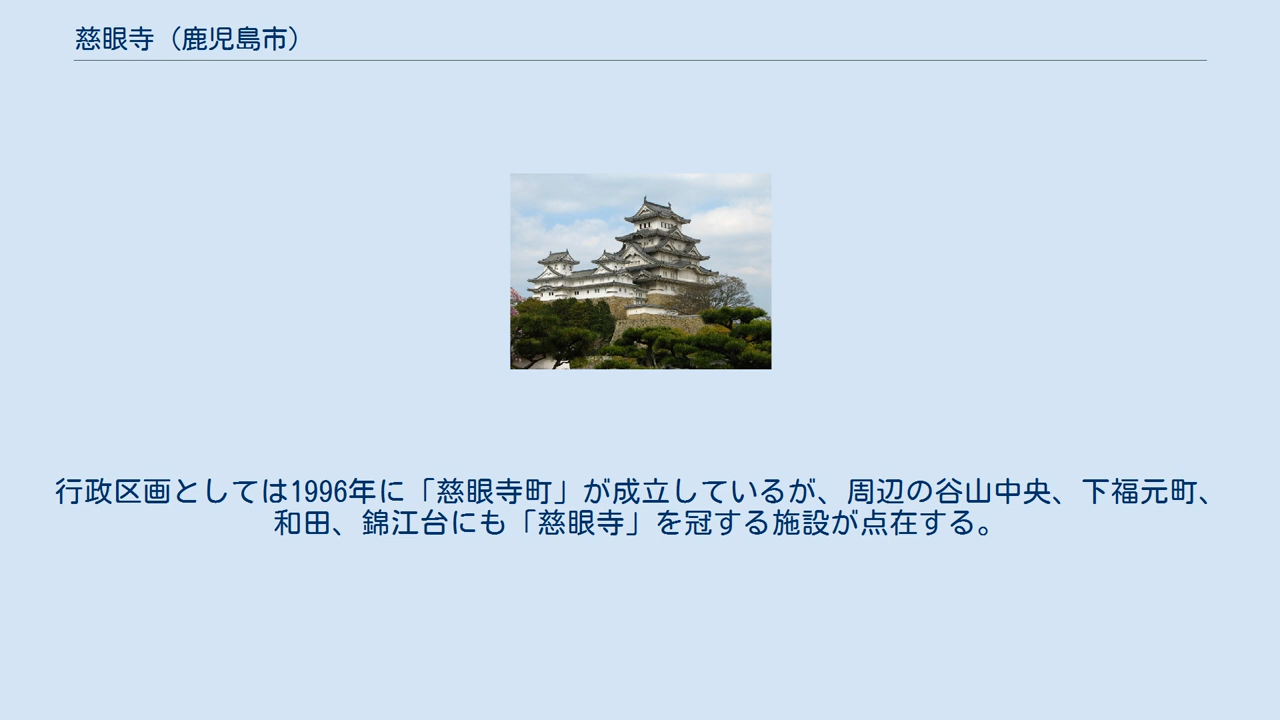 慈眼寺（鹿児島市）
行政区画としては1996年に「慈眼寺町」が成立しているが、周辺の谷山中央、下福元町、
和田、錦江台にも「慈眼寺」を冠する施設が点在する。